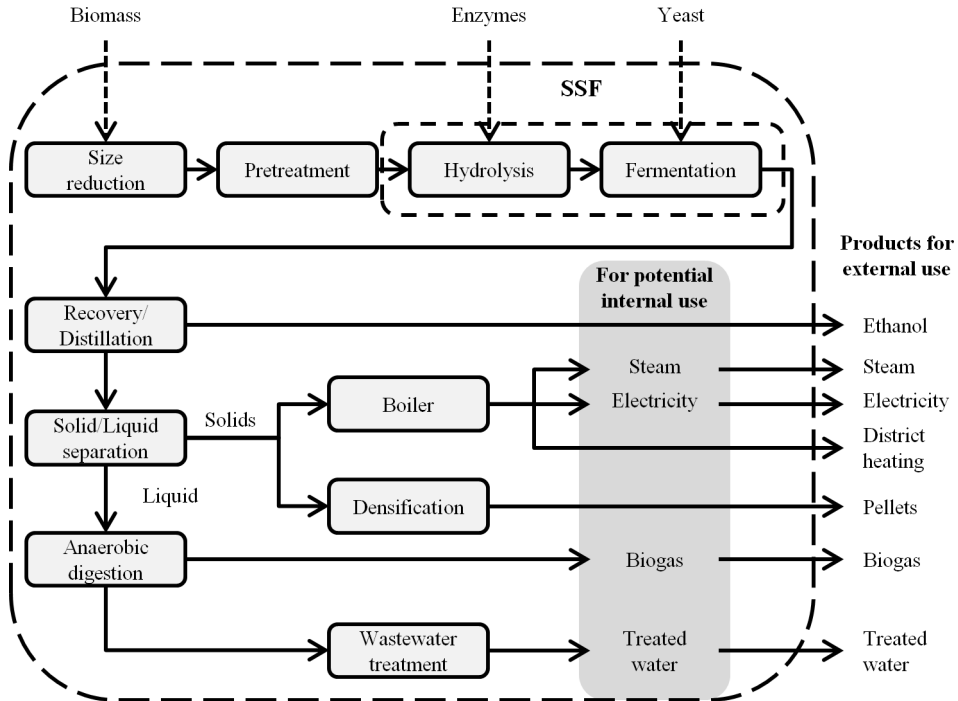 Biomass
Enzymes
Yeast
SSF
Size
reduction
Pretreatment
Hydrolysis
Fermentation
Products for
external use
For potential
internal use
Recovery/
Distillation
Ethanol
Steam
Steam
Boiler
Electricity
Electricity
Solids
Solid/Liquid
separation
District
heating
Liquid
Densification
Pellets
Anaerobic
digestion
Biogas
Biogas
Wastewater
treatment
Treated
water
Treated
water